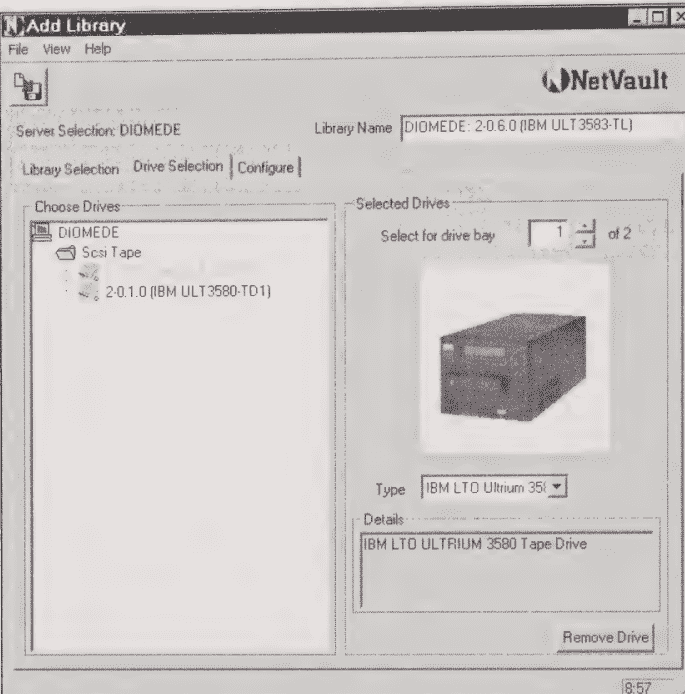 Add Library
File View Help
NetVault
Server Selection: DIOMEDE
Library Name DIOMEDE: 2-0.6.0 (IBM ULT3583-TL)
Library Selection Drive Selection Configure
Choose Drives
DIOMEDE
Scsi Tape
2-0.1.0 (IBM ULT3580-TD1)
Selected Drives
Select for drive bay 1 of 2
Type IBM LTO Ultrium 35
Details
IBM LTO ULTRIUM 3580 Tape Drive
Remove Drive
8:57